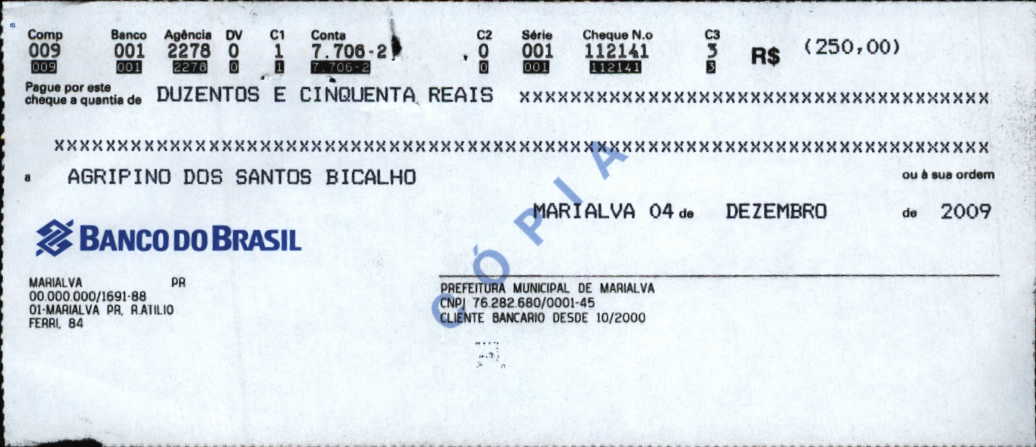 Comp Banco Agência DV C1 Conta C2 Série Cheque N.o C3
009 001 2278 0 1 7.706-2 0 001 112141 3 R$ (250,00)
009 001 2278 0 1 7.706-2 0 001 112141 3
Pague por este
cheque a quantia de DUZENTOS E CINQUENTA REAIS XXXXXXXXXXXXXXXXXXXXXXXXXXXXXXXXXXXXX
XXXXXXXXXXXXXXXXXXXXXXXXXXXXXXXXXXXXXXXXXXXXXXXXXXXXXXXXXXXXXXXXXXXXXXXXX
a AGRIPINO DOS SANTOS BICALHO ou à sua ordem
MARIALVA 04 de DEZEMBRO de 2009
CÓPIA
BANCO DO BRASIL
MARIALVA PR
00.000.000/1691-88
01-MARIALVA PR, R.ATILIO
FERRI, 84
PREFEITURA MUNICIPAL DE MARIALVA
CNPJ 76.282.680/0001-45
CLIENTE BANCARIO DESDE 10/2000